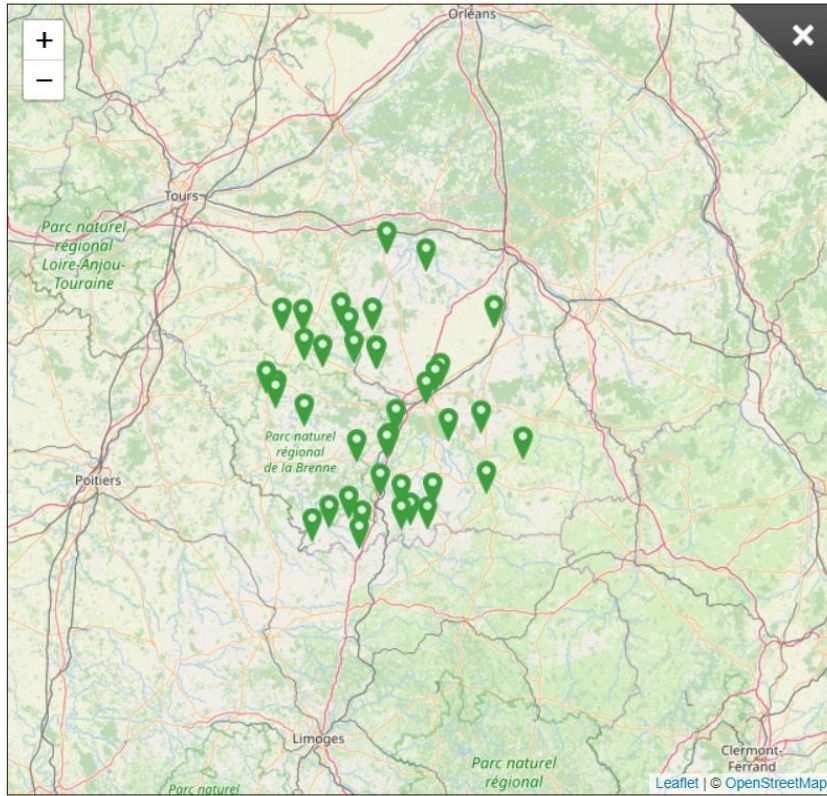 Orléans
+
−
×
Tours
Parc naturel
régional
Loire-Anjou-
Touraine
Parc naturel
régional
de la Brenne
Poitiers
Limoges
Parc naturel
régional
Clermont-
Ferrand
Parc naturel
Leaflet | © OpenStreetMap